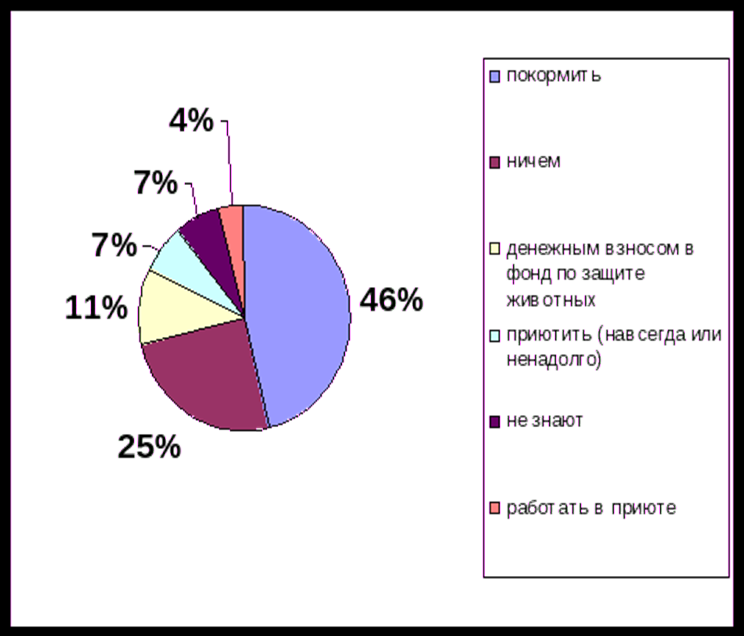 4%
7%
7%
11%
46%
25%
покормить
ничем
денежным взносом в
фонд по защите
животных
приютить (навсегда или
ненадолго)
не знают
работать в приюте